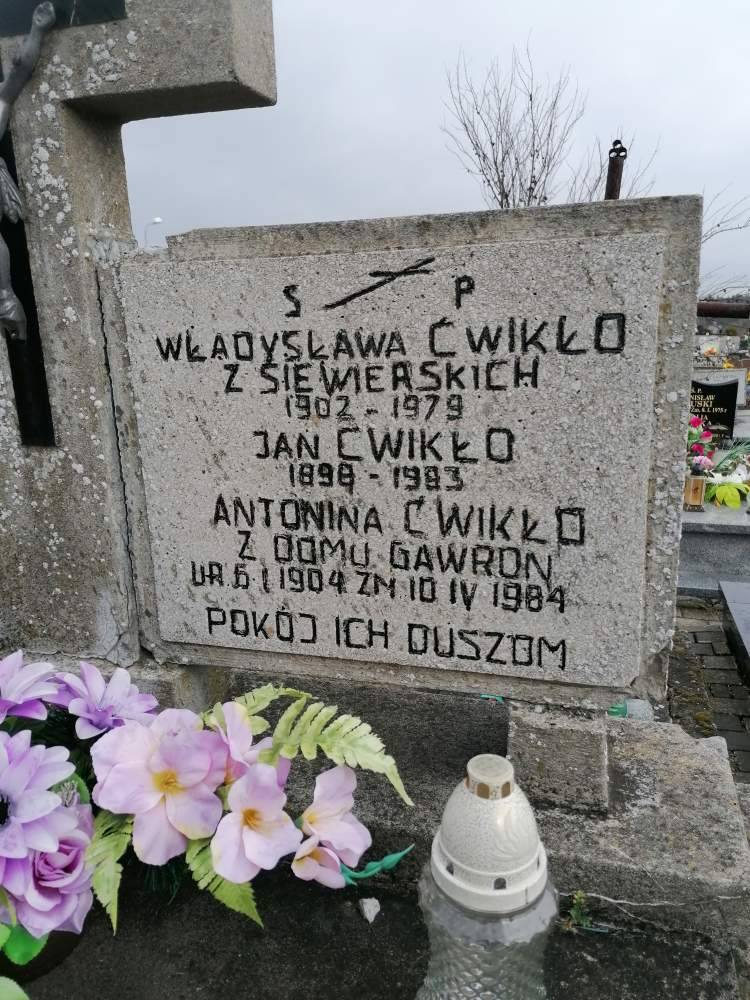 S P
WŁADYSŁAWA ĆWIKŁO
Z SIEWIERSKICH
1902 - 1979
JAN ĆWIKŁO
1898 - 1983
ANTONINA ĆWIKŁO
Z DOMU GAWRON
UR. 6 I 1904 ZM 10 IV 1984
POKÓJ ICH DUSZOM